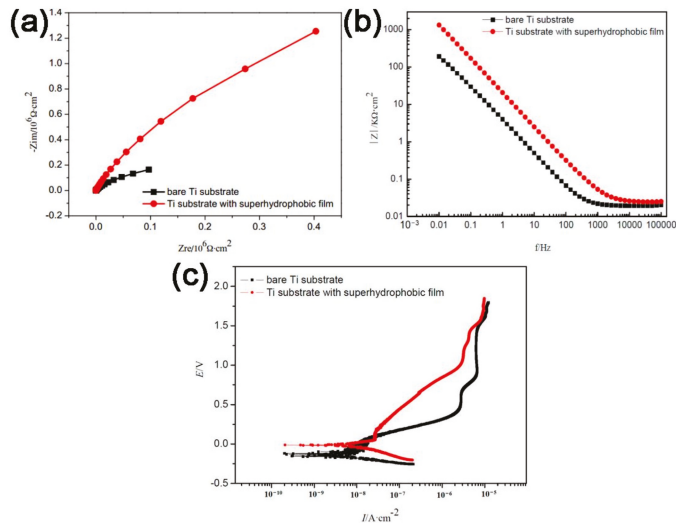 (a)
1.4
1.2
1.0
0.8
0.6
0.4
0.2
0.0
-0.2
-Zim/10⁶Ω·cm²
bare Ti substrate
Ti substrate with superhydrophobic film
0.0 0.1 0.2 0.3 0.4
Zre/10⁶Ω·cm²
(b)
1000
100
10
1
0.1
0.01
|Z| /KΩ·cm²
bare Ti substrate
Ti substrate with superhydrophobic film
10⁻³ 0.01 0.1 1 10 100 1000 10000 100000
f/Hz
(c)
2.0
1.5
1.0
0.5
0.0
-0.5
E/V
bare Ti substrate
Ti substrate with superhydrophobic film
10⁻¹⁰ 10⁻⁹ 10⁻⁸ 10⁻⁷ 10⁻⁶ 10⁻⁵
I/A·cm⁻²